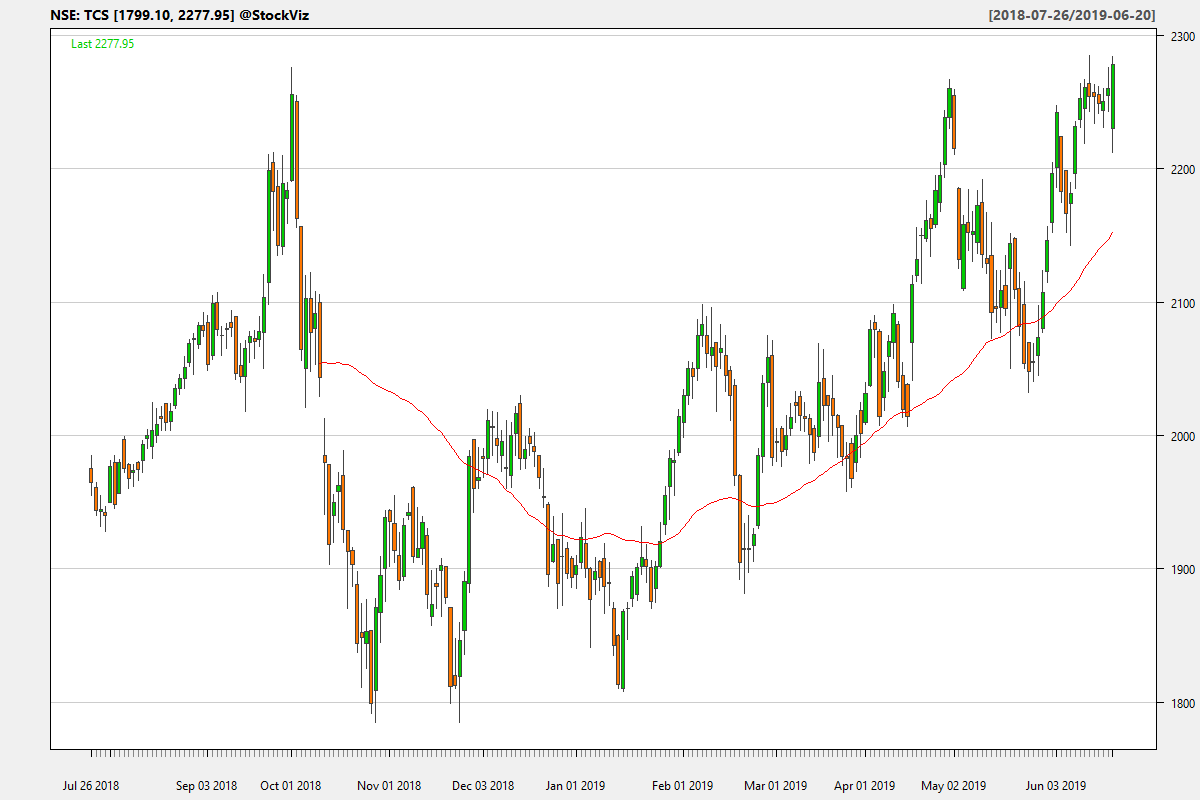 NSE: TCS [1799.10, 2277.95] @StockViz [2018-07-26/2019-06-20]
Last 2277.95
2300
2200
2100
2000
1900
1800
Jul 26 2018 Sep 03 2018 Oct 01 2018 Nov 01 2018 Dec 03 2018 Jan 01 2019 Feb 01 2019 Mar 01 2019 Apr 01 2019 May 02 2019 Jun 03 2019